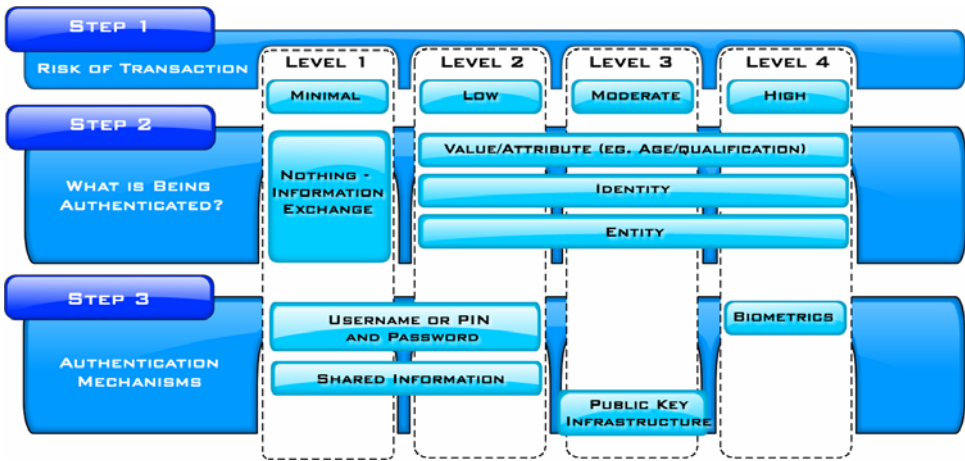 Step 1
Risk of Transaction
Level 1
Level 2
Level 3
Level 4
Minimal
Low
Moderate
High
Step 2
What is Being
Authenticated?
Nothing -
Information
Exchange
Value/Attribute (eg. Age/qualification)
Identity
Entity
Step 3
Authentication
Mechanisms
Username or PIN
and Password
Shared Information
Public Key
Infrastructure
Biometrics